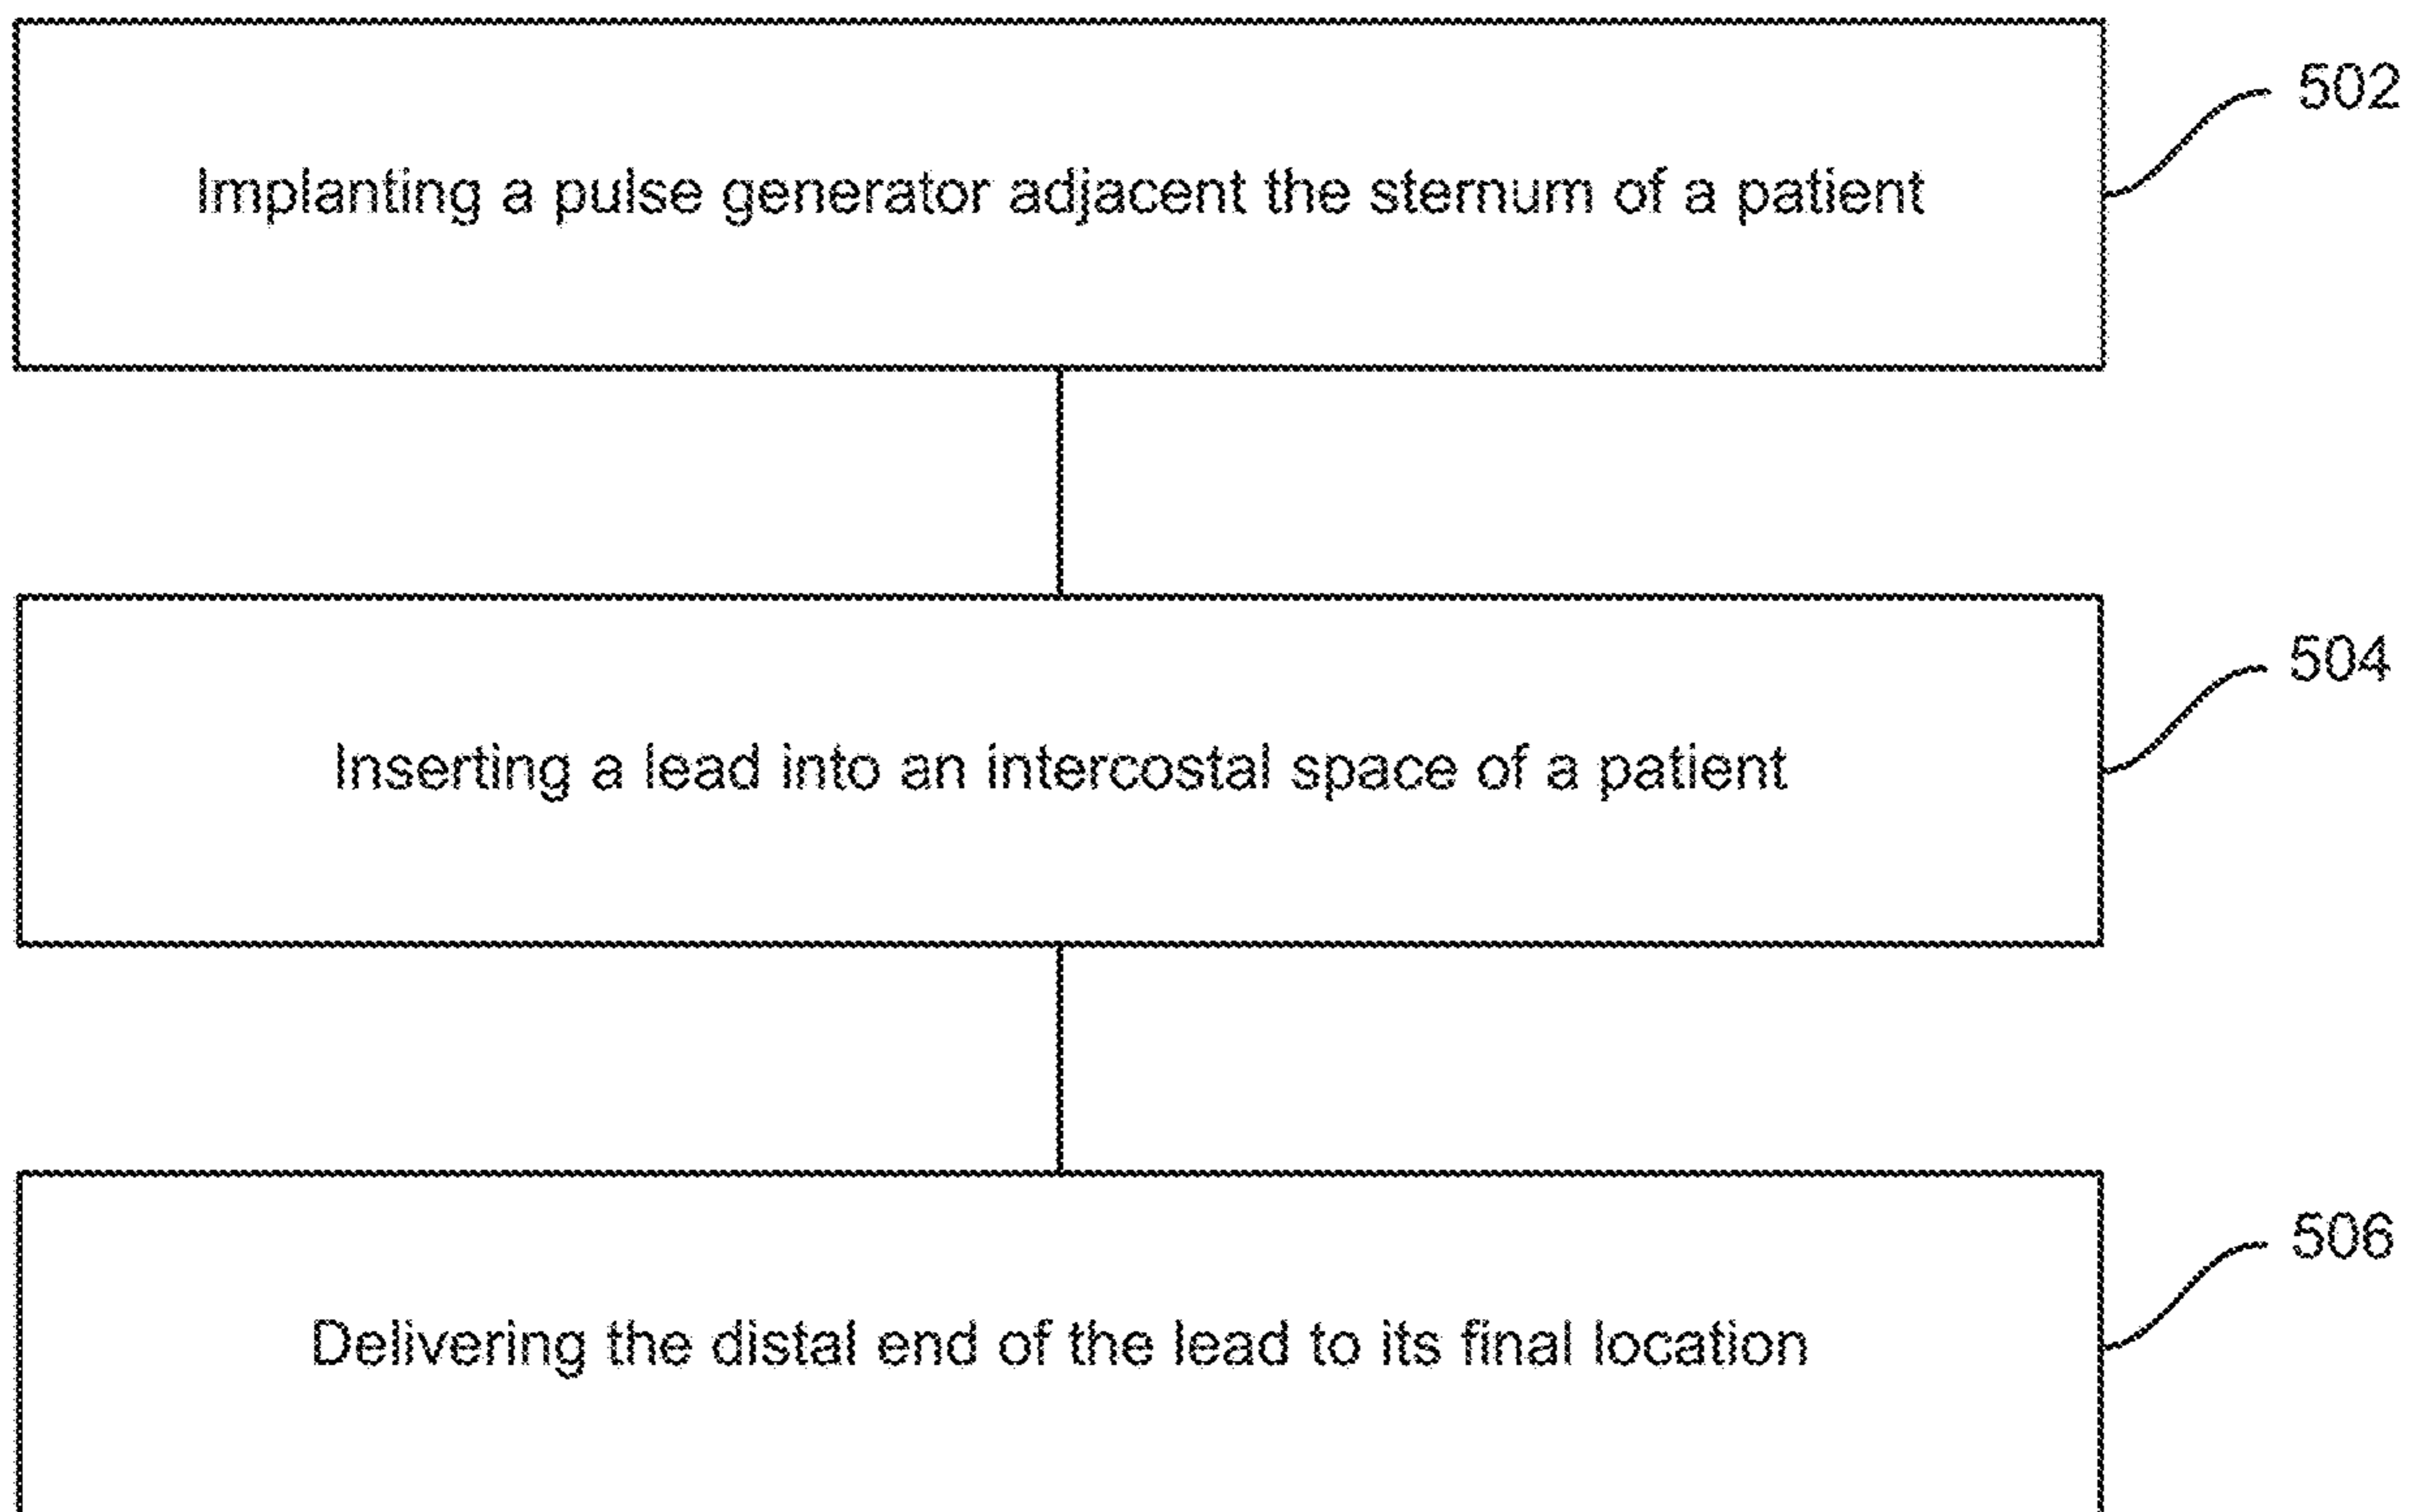 502
Implanting a pulse generator adjacent the sternum of a patient
504
Inserting a lead into an intercostal space of a patient
506
Delivering the distal end of the lead to its final location